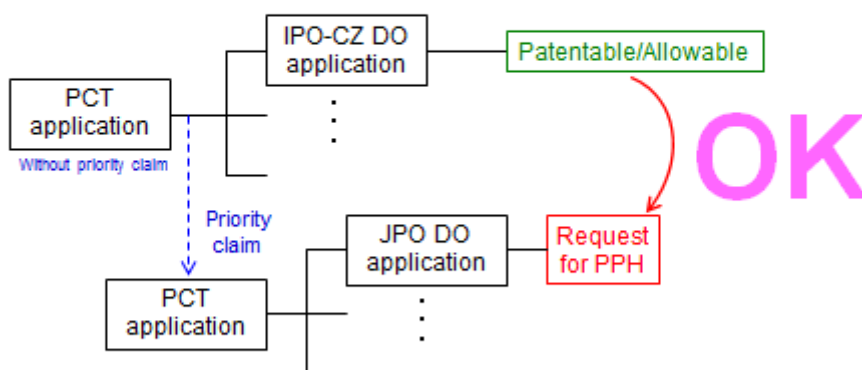 IPO-CZ DO
application
Patentable/Allowable
PCT
application
Without priority claim
OK
Priority
claim
JPO DO
application
Request
for PPH
PCT
application